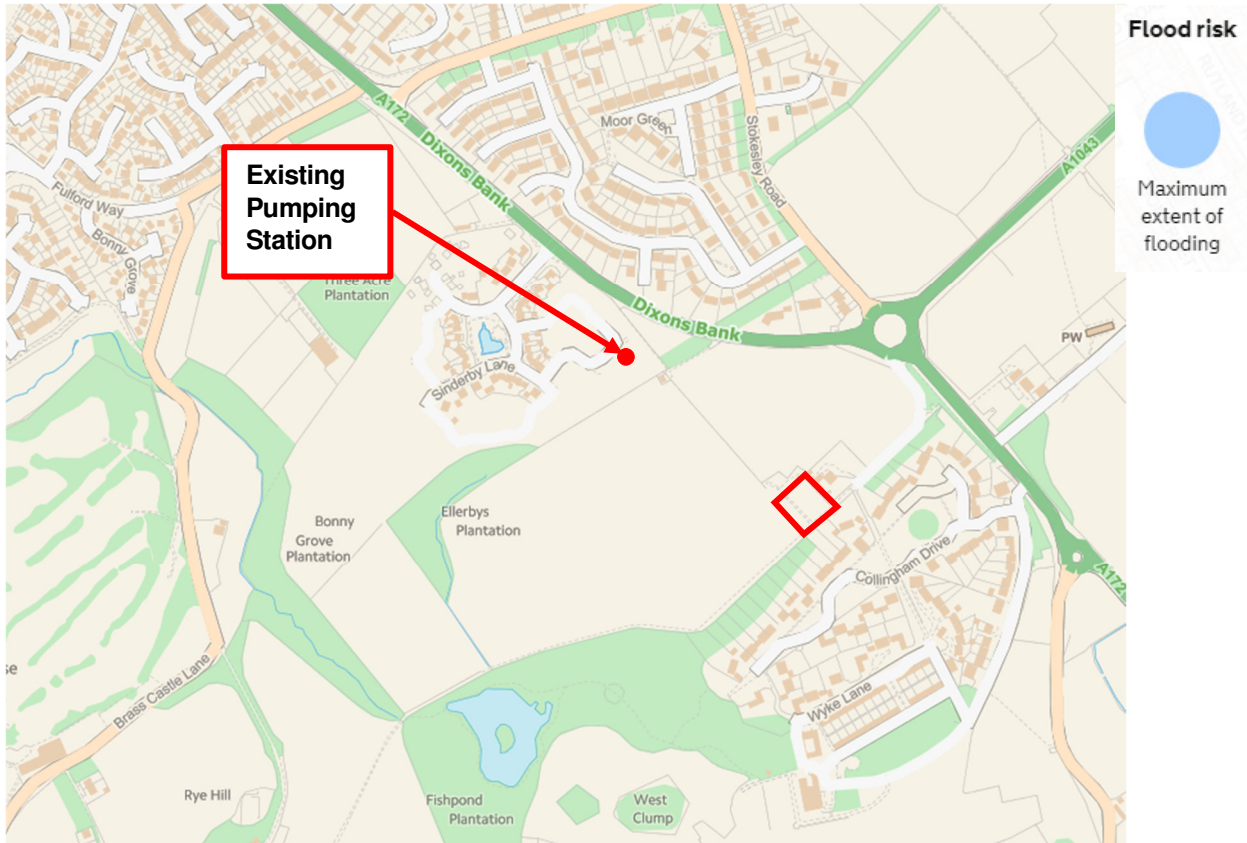 Flood risk
Maximum
extent of
flooding
A172
Dixons Bank
Moor Green
Stokesley Road
A1043
Existing
Pumping
Station
Fulford Way
Bonny Grove
Three Acre
Plantation
Dixons Bank
PW
Sinderby Lane
Ellerbys
Plantation
Bonny
Grove
Plantation
Collingham Drive
A172
Brass Castle Lane
Wyke Lane
Rye Hill
Fishpond
Plantation
West
Clump